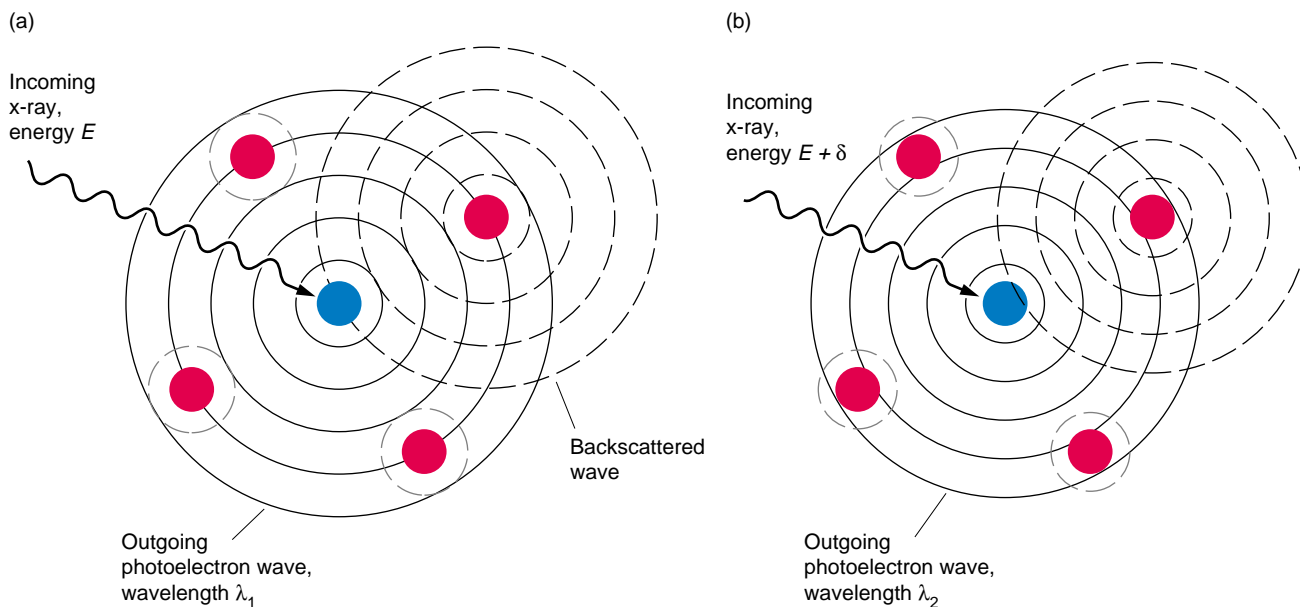 (a)
Incoming
x-ray,
energy E
Backscattered
wave
Outgoing
photoelectron wave,
wavelength λ₁
(b)
Incoming
x-ray,
energy E + δ
Outgoing
photoelectron wave,
wavelength λ₂